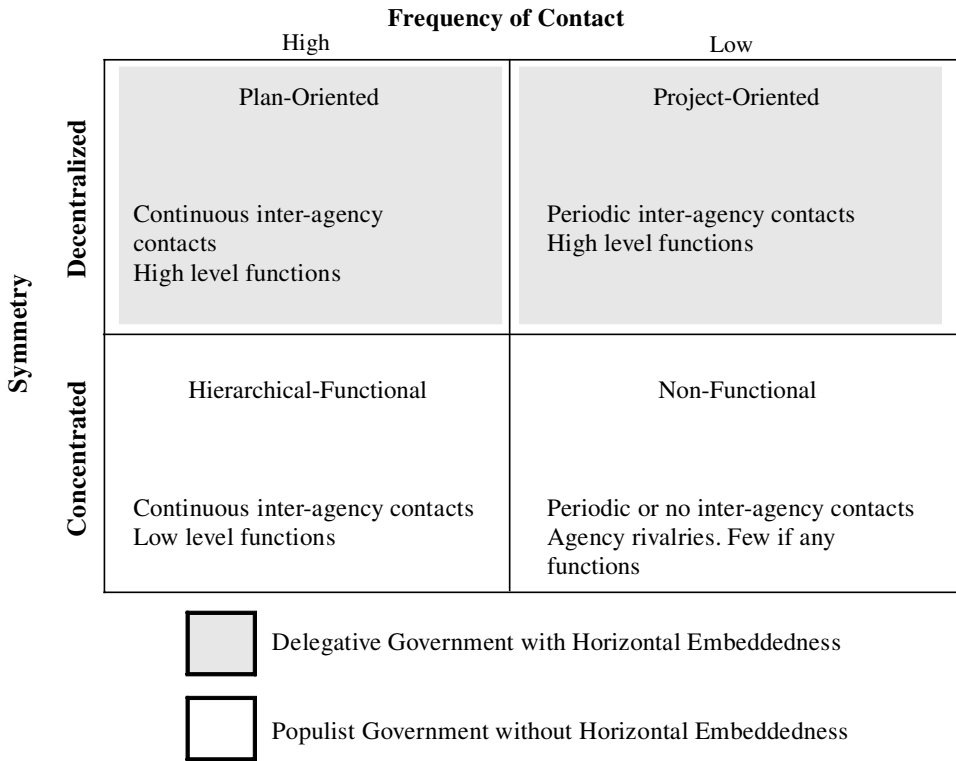 Frequency of Contact
High
Low
Symmetry
Decentralized
Plan-Oriented
Continuous inter-agency
contacts
High level functions
Project-Oriented
Periodic inter-agency contacts
High level functions
Concentrated
Hierarchical-Functional
Continuous inter-agency contacts
Low level functions
Non-Functional
Periodic or no inter-agency contacts
Agency rivalries. Few if any
functions
Delegative Government with Horizontal Embeddedness
Populist Government without Horizontal Embeddedness